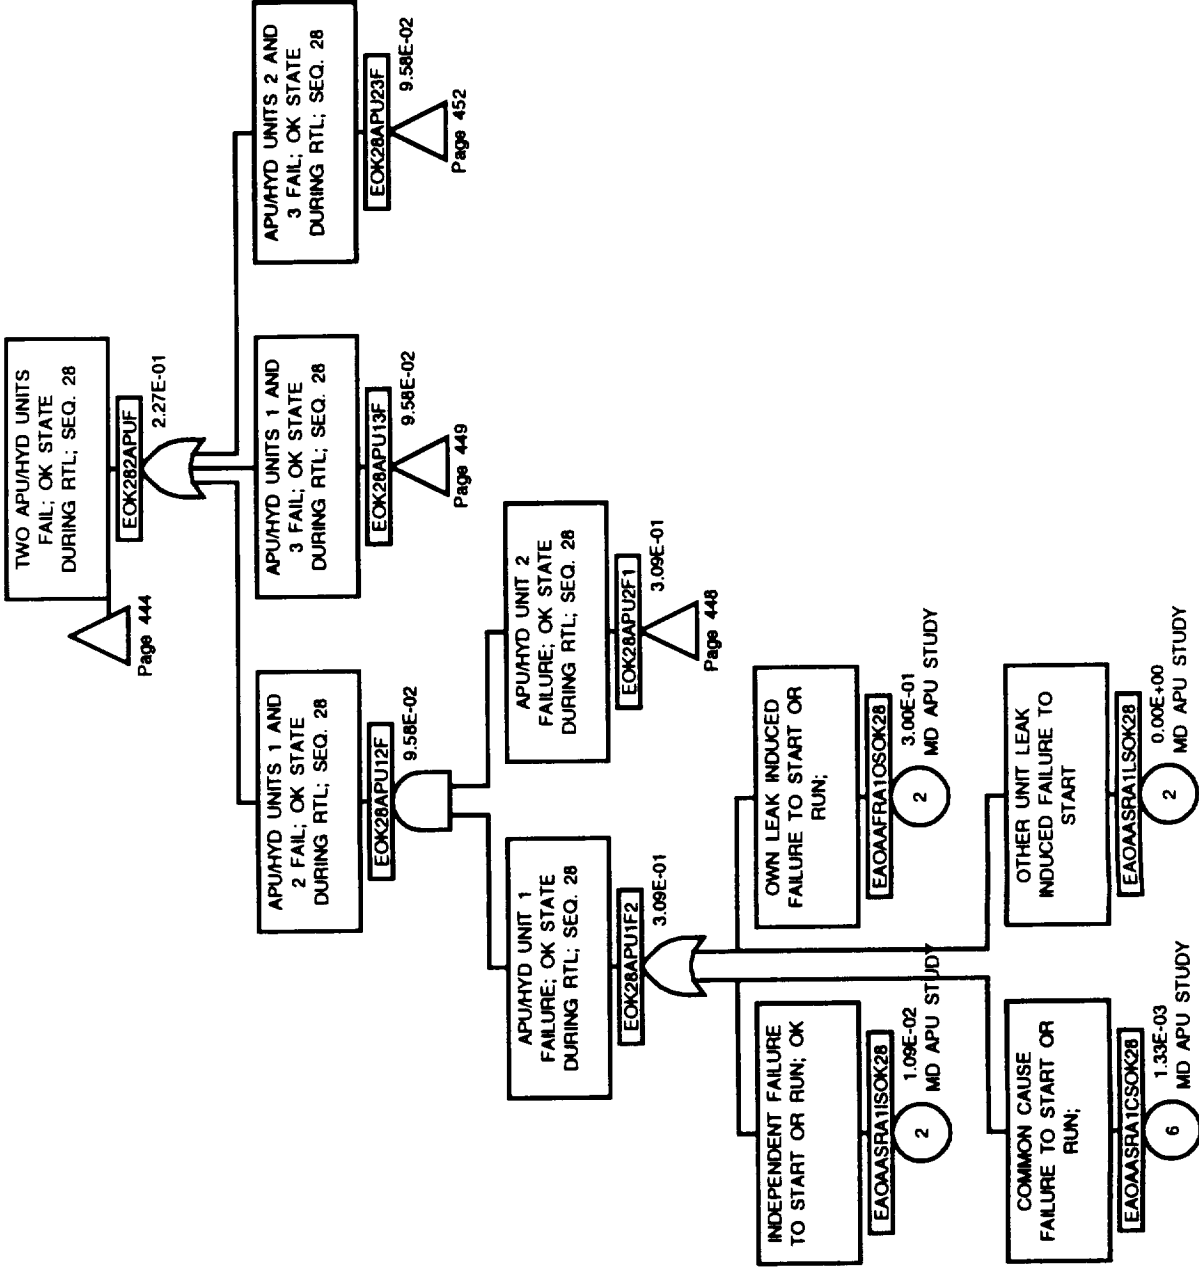 TWO APU/HYD UNITS
FAIL; OK STATE
DURING RTL; SEQ. 28
EOK282APUF
2.27E-01
Page 444
APU/HYD UNITS 1 AND
2 FAIL; OK STATE
DURING RTL; SEQ. 28
EOK28APU12F
9.58E-02
APU/HYD UNITS 1 AND
3 FAIL; OK STATE
DURING RTL; SEQ. 28
EOK28APU13F
9.58E-02
Page 449
APU/HYD UNITS 2 AND
3 FAIL; OK STATE
DURING RTL; SEQ. 28
EOK28APU23F
9.58E-02
Page 452
APU/HYD UNIT 1
FAILURE; OK STATE
DURING RTL; SEQ. 28
EOK28APU1F2
3.09E-01
APU/HYD UNIT 2
FAILURE; OK STATE
DURING RTL; SEQ. 28
EOK28APU2F1
3.09E-01
Page 448
INDEPENDENT FAILURE
TO START OR RUN; OK
EAOAASRA1ISOK28
1.09E-02
2
MD APU STUDY
OWN LEAK INDUCED
FAILURE TO START OR
RUN;
EAOAAFRA1OSOK28
3.00E-01
2
MD APU STUDY
COMMON CAUSE
FAILURE TO START OR
RUN;
EAOAASRA1CSOK28
1.33E-03
6
MD APU STUDY
OTHER UNIT LEAK
INDUCED FAILURE TO
START
EAOAASRA1LSOK28
0.00E+00
2
MD APU STUDY